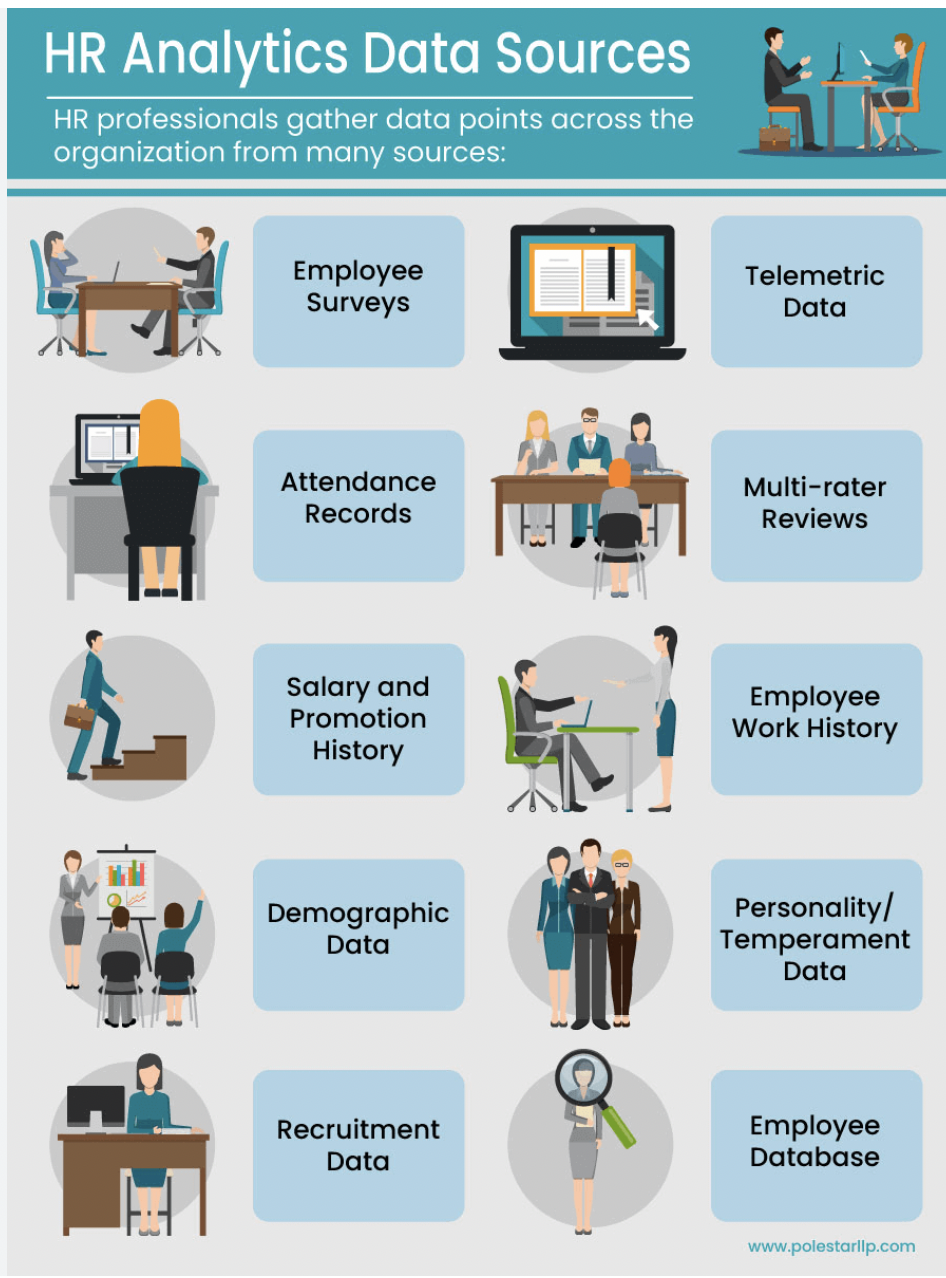 HR Analytics Data Sources
HR professionals gather data points across the
organization from many sources:
Employee
Surveys
Telemetric
Data
Attendance
Records
Multi-rater
Reviews
Salary and
Promotion
History
Employee
Work History
Demographic
Data
Personality/
Temperament
Data
Recruitment
Data
Employee
Database
www.polestarllp.com